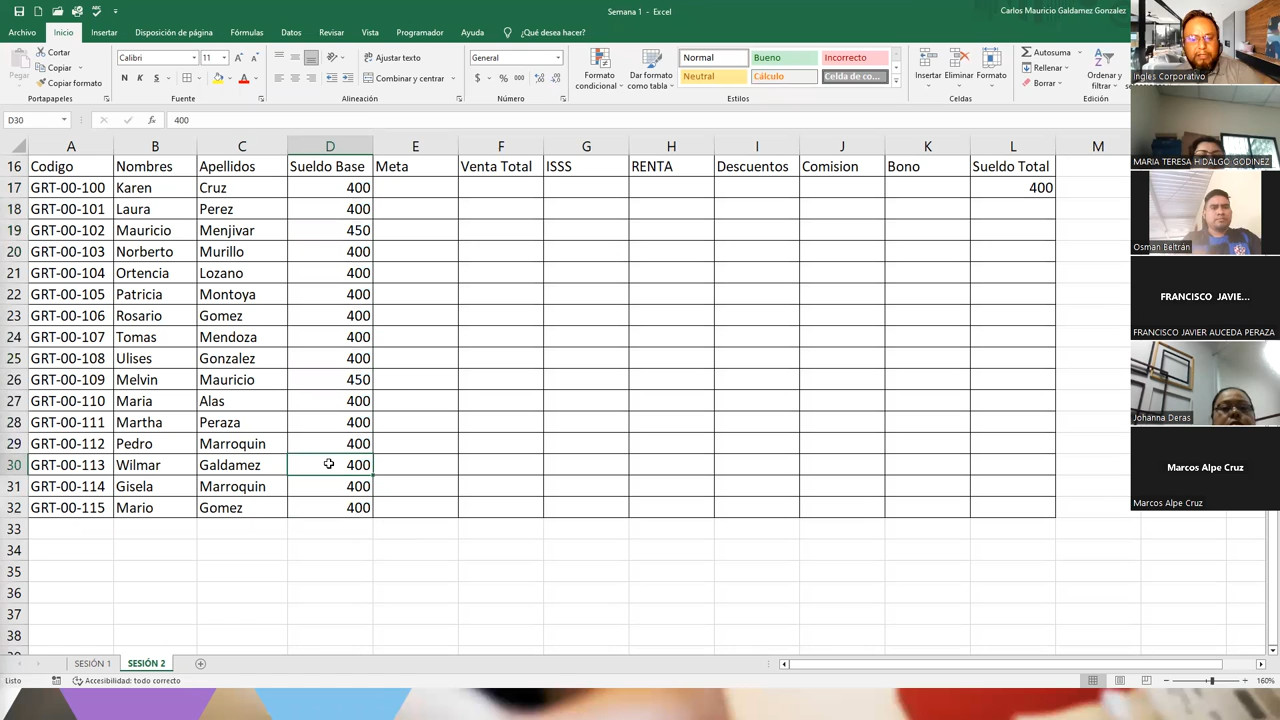 Semana 1 - Excel
Carlos Mauricio Galdamez Gonzalez
Archivo Inicio Insertar Disposición de página Fórmulas Datos Revisar Vista Programador Ayuda ¿Qué desea hacer?
Pegar
Cortar
Copiar
Copiar formato
Portapapeles
Calibri 11
N K S
Fuente
Ajustar texto
Combinar y centrar
Alineación
General
$ % 000
Número
Formato condicional
Dar formato como tabla
Normal Bueno Incorrecto
Neutral Cálculo Celda de co...
Estilos
Insertar Eliminar Formato
Celdas
Autosuma
Rellenar
Borrar
Ordenar y filtrar
Edición
D30 fx 400
A B C D E F G H I J K L M
16 Codigo Nombres Apellidos Sueldo Base Meta Venta Total ISSS RENTA Descuentos Comision Bono Sueldo Total
17 GRT-00-100 Karen Cruz 400 400
18 GRT-00-101 Laura Perez 400
19 GRT-00-102 Mauricio Menjivar 450
20 GRT-00-103 Norberto Murillo 400
21 GRT-00-104 Ortencia Lozano 400
22 GRT-00-105 Patricia Montoya 400
23 GRT-00-106 Rosario Gomez 400
24 GRT-00-107 Tomas Mendoza 400
25 GRT-00-108 Ulises Gonzalez 400
26 GRT-00-109 Melvin Mauricio 450
27 GRT-00-110 Maria Alas 400
28 GRT-00-111 Martha Peraza 400
29 GRT-00-112 Pedro Marroquin 400
30 GRT-00-113 Wilmar Galdamez 400
31 GRT-00-114 Gisela Marroquin 400
32 GRT-00-115 Mario Gomez 400
33
34
35
36
37
38
SESIÓN 1 SESIÓN 2
Listo Accesibilidad: todo correcto 160%
Ingles Corporativo
MARIA TERESA HIDALGO GODINEZ
Osman Beltrán
FRANCISCO JAVIE...
FRANCISCO JAVIER AUCEDA PERAZA
Johanna Deras
Marcos Alpe Cruz
Marcos Alpe Cruz